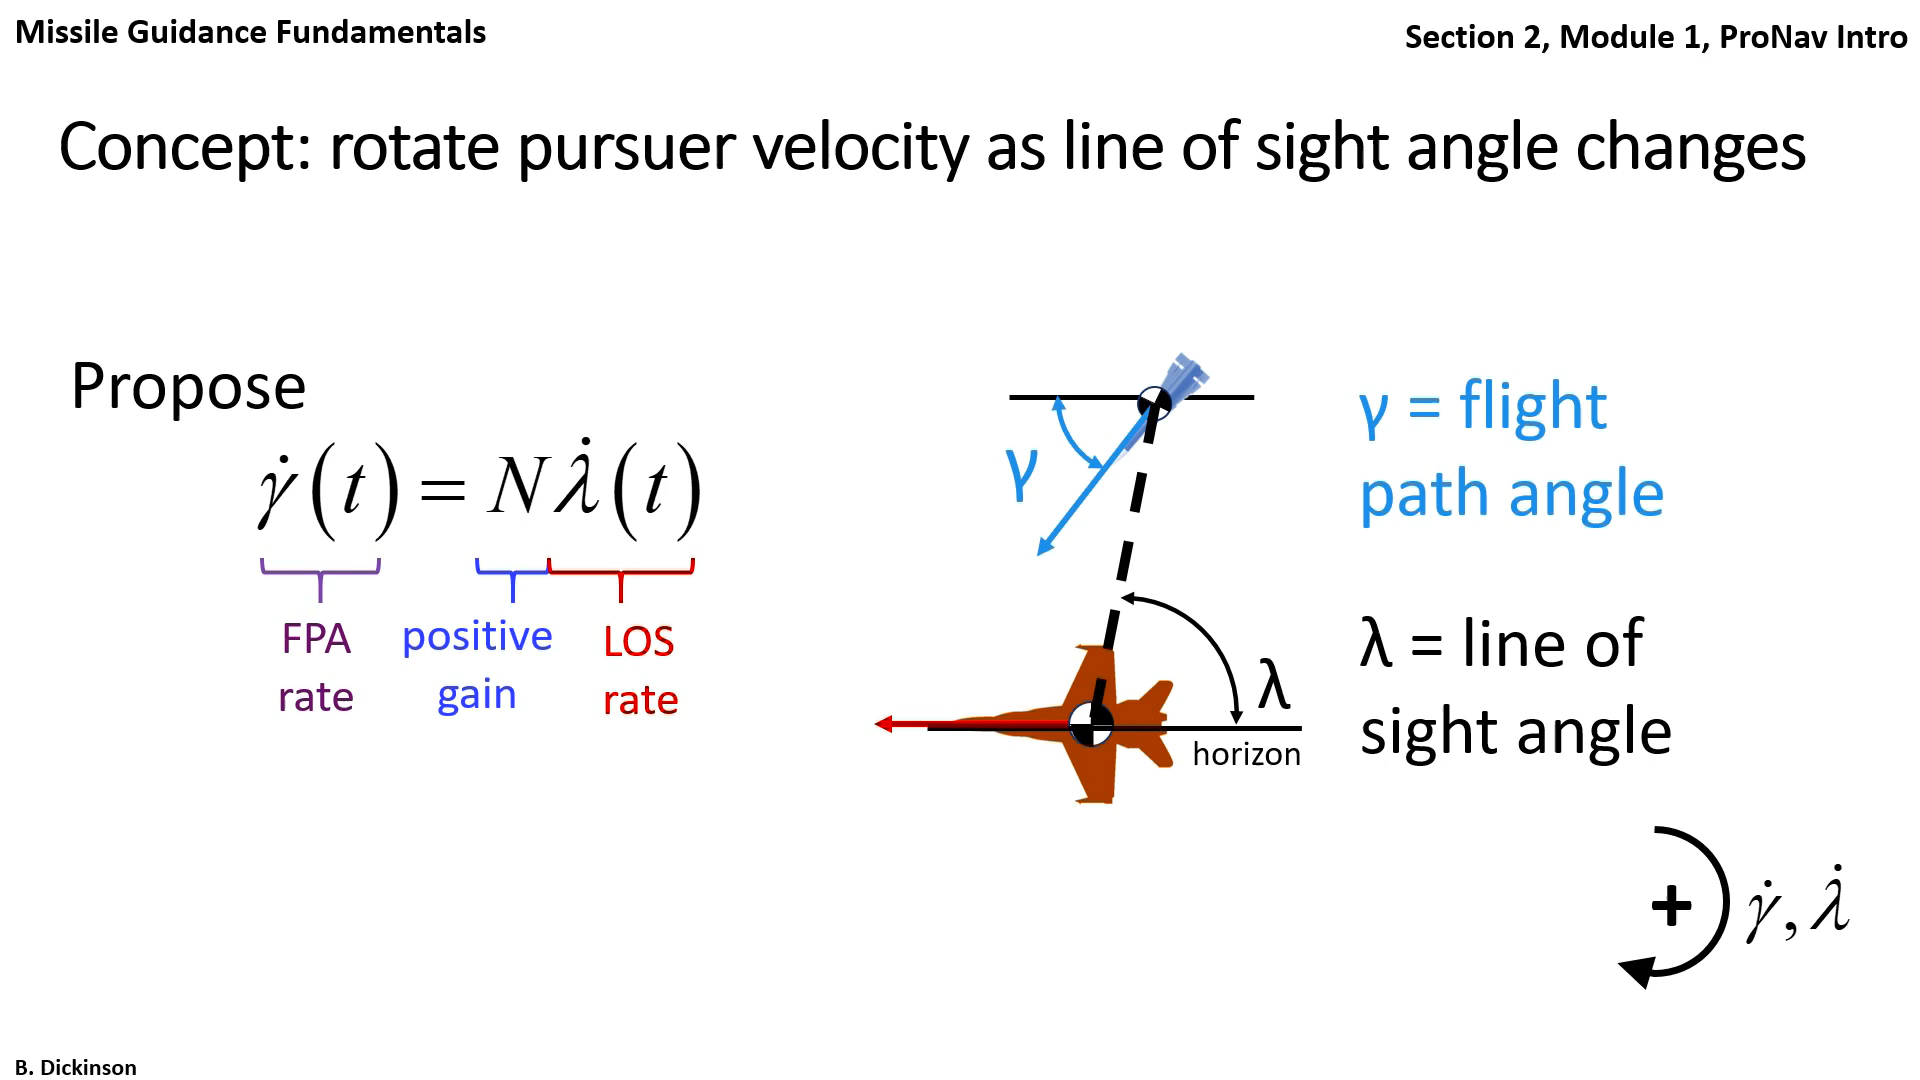 Missile Guidance Fundamentals
Section 2, Module 1, ProNav Intro
Concept: rotate pursuer velocity as line of sight angle changes
Propose
γ̇(t) = Nλ̇(t)
FPA
rate
positive
gain
LOS
rate
γ
λ
horizon
γ = flight
path angle
λ = line of
sight angle
+ γ̇, λ̇
B. Dickinson